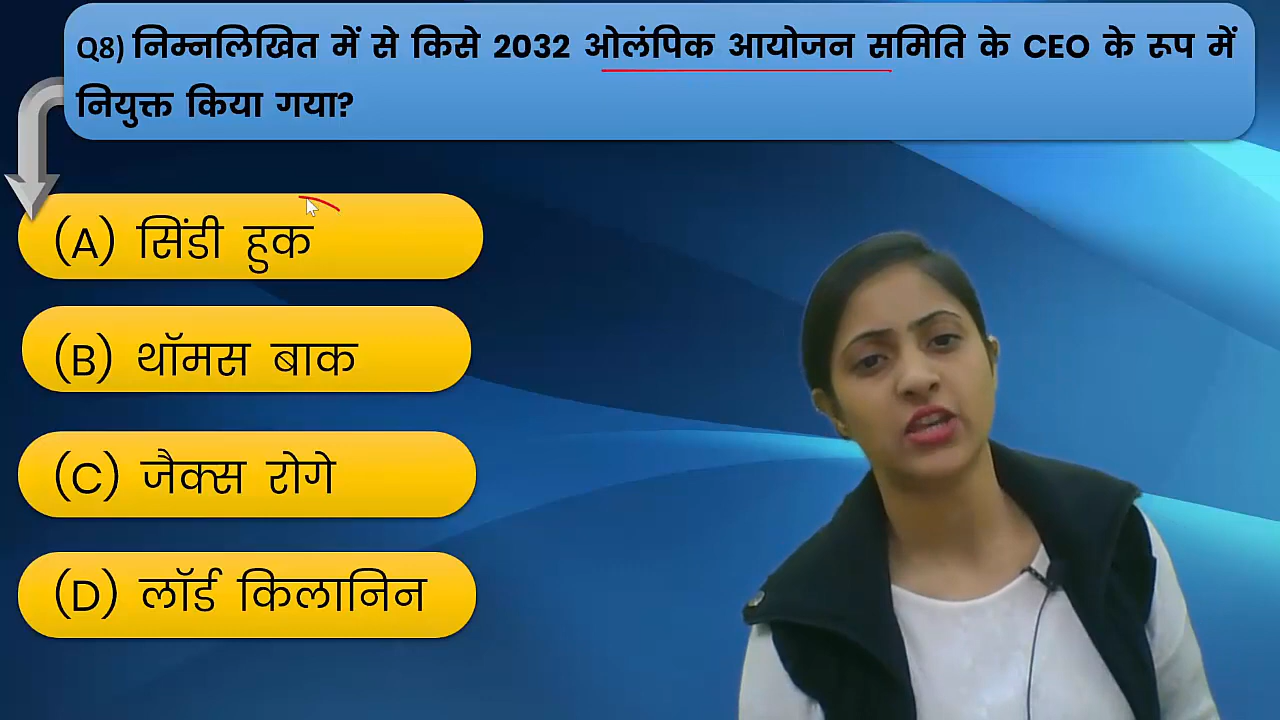 Q8) निम्नलिखित में से किसे 2032 ओलंपिक आयोजन समिति के CEO के रूप में
नियुक्त किया गया?
(A) सिंडी हुक
(B) थॉमस बाक
(C) जैक्स रोगे
(D) लॉर्ड किलानिन